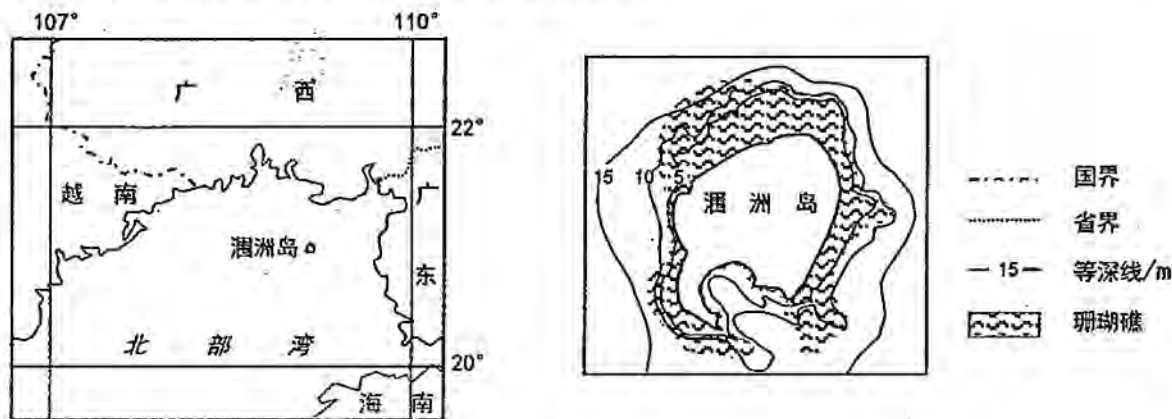 107°
110°
广 西
22°
越 南
广
东
涠洲岛
北 部 湾
20°
海 南
15
10
5
涠 洲 岛
国界
省界
15
等深线/m
珊瑚礁